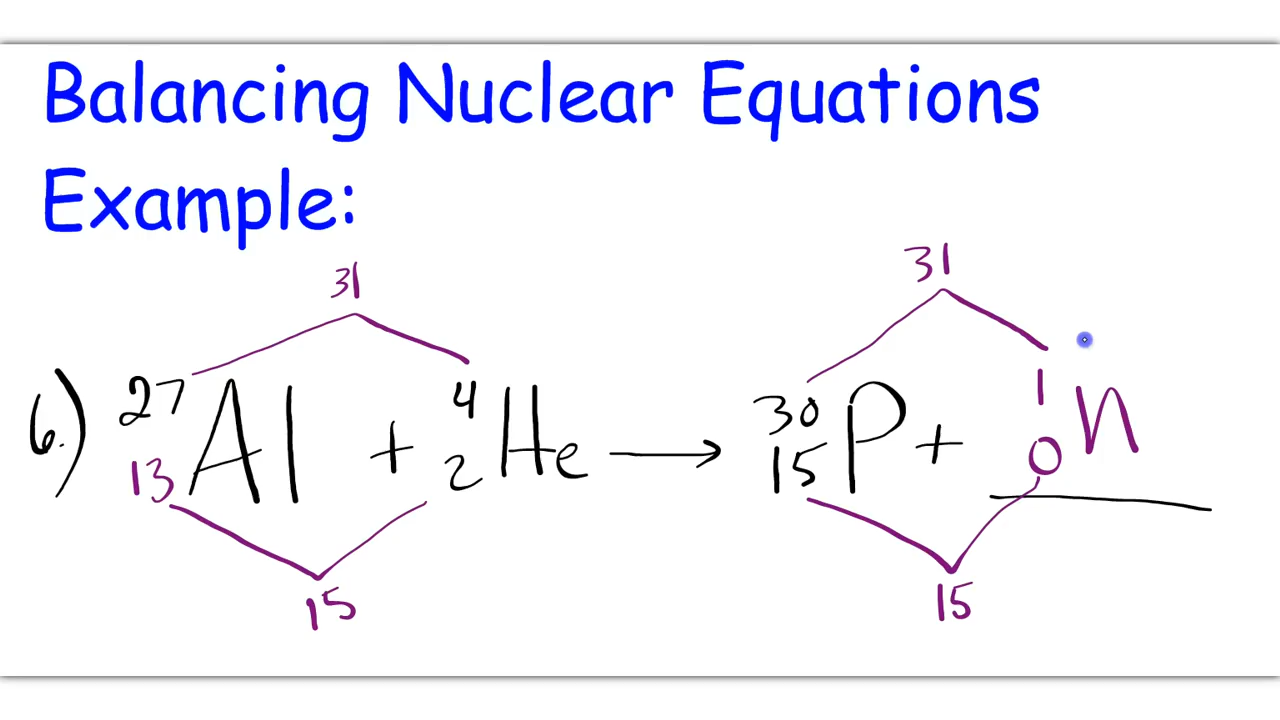 Balancing Nuclear Equations
Example:
31 31
6.) ²⁷₁₃Al + ⁴₂He → ³⁰₁₅P + ¹₀n
15 15